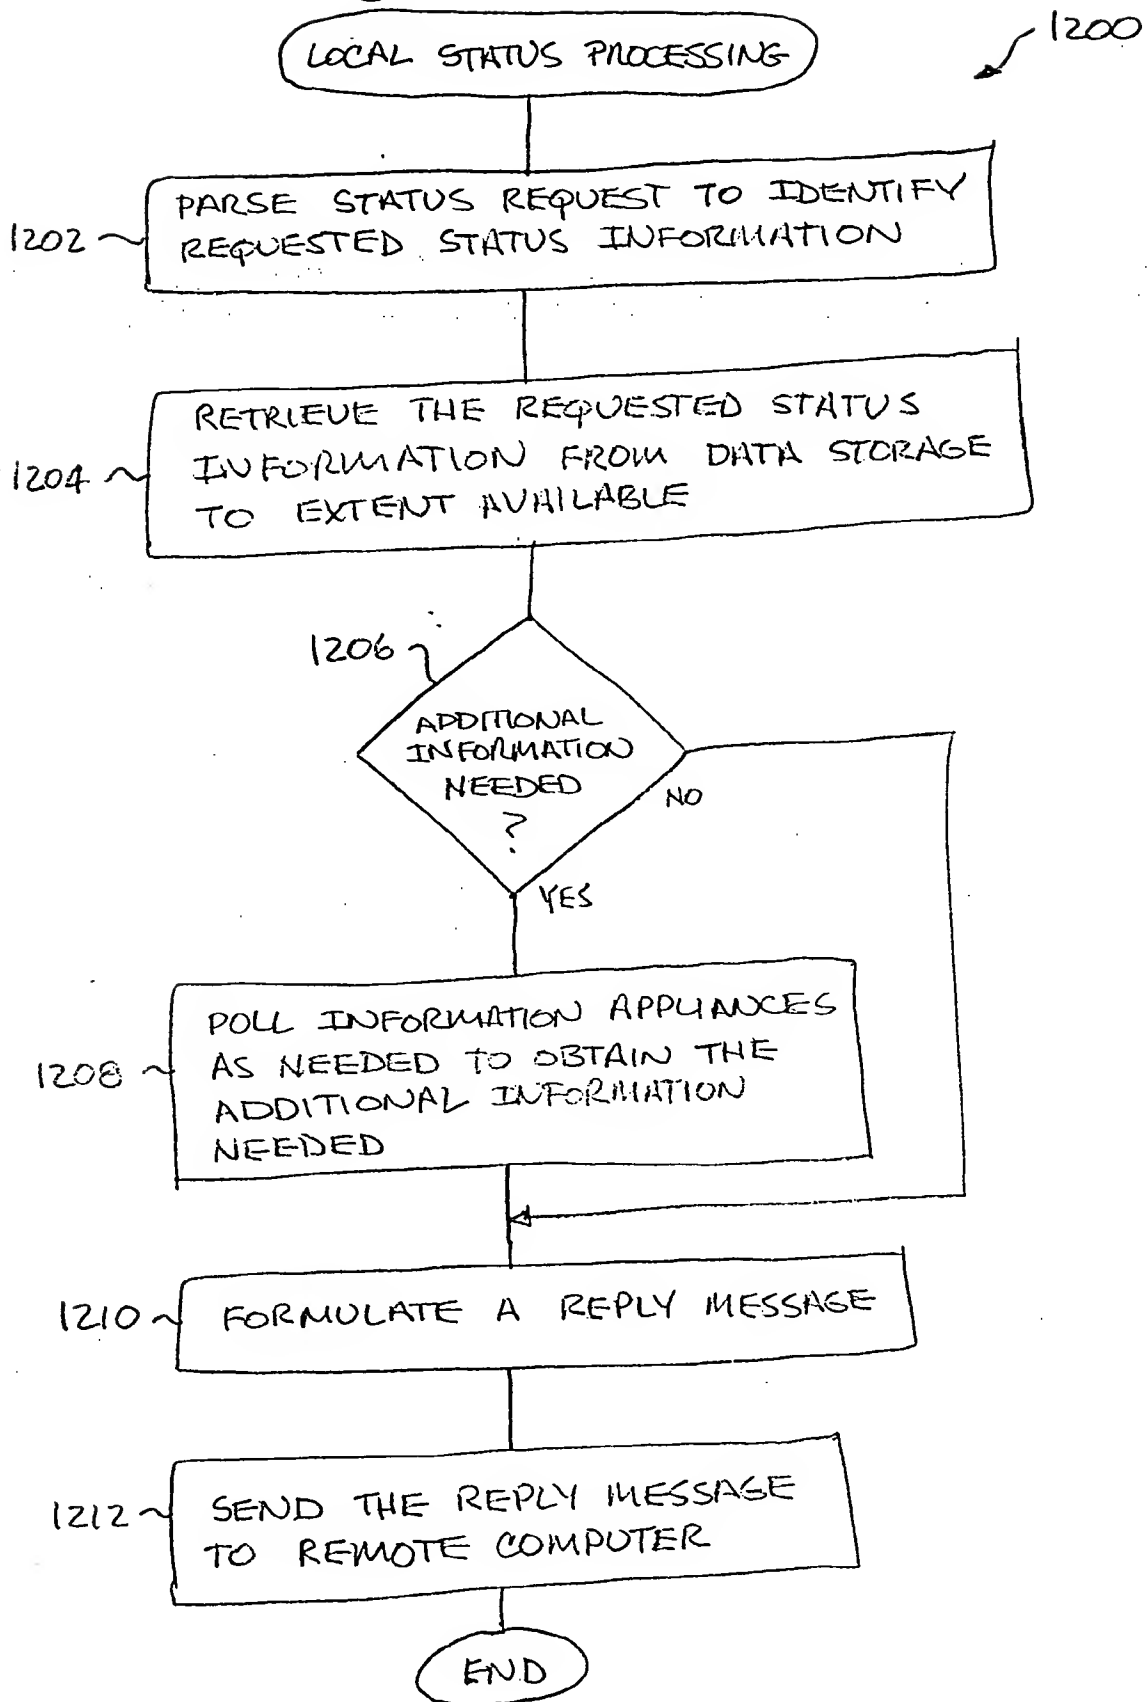 1200
LOCAL STATUS PROCESSING
1202
PARSE STATUS REQUEST TO IDENTIFY
REQUESTED STATUS INFORMATION
1204
RETRIEVE THE REQUESTED STATUS
INFORMATION FROM DATA STORAGE
TO EXTENT AVAILABLE
1206
ADDITIONAL
INFORMATION
NEEDED
?
NO
YES
1208
POLL INFORMATION APPLIANCES
AS NEEDED TO OBTAIN THE
ADDITIONAL INFORMATION
NEEDED
1210
FORMULATE A REPLY MESSAGE
1212
SEND THE REPLY MESSAGE
TO REMOTE COMPUTER
END